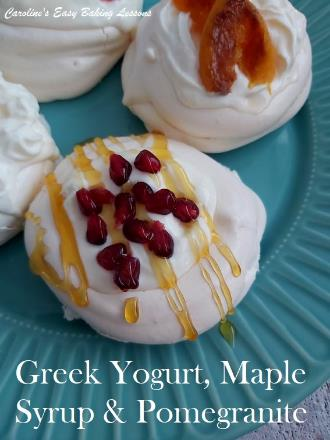 Caroline's Easy Baking Lessons
Greek Yogurt, Maple
Syrup & Pomegranite